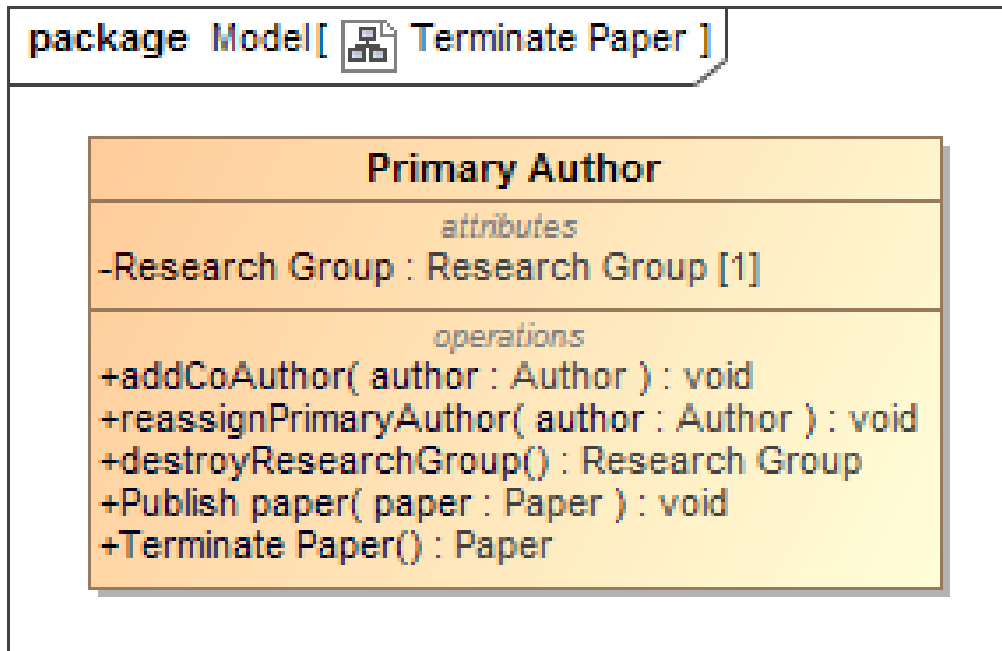 package Model[ Terminate Paper ]
Primary Author
attributes
-Research Group : Research Group [1]
operations
+addCoAuthor( author : Author ) : void
+reassignPrimaryAuthor( author : Author ) : void
+destroyResearchGroup() : Research Group
+Publish paper( paper : Paper ) : void
+Terminate Paper() : Paper